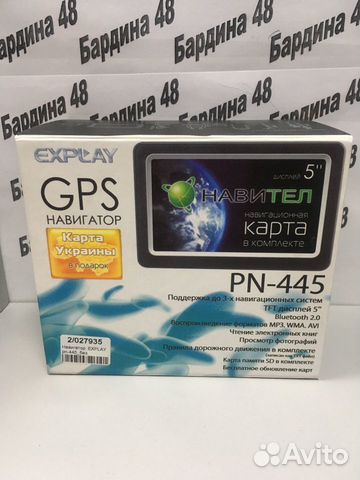 Бардина 48
Бардина 48
Бардина 48
Бардина 48
Бардина 48
Бардина 48
EXPLAY
GPS
НАВИГАТОР
Карта
Украины
в подарок
дисплей 5"
НАВИТЕЛ
навигационная
карта
в комплекте
PN-445
Поддержка до 3-х навигационных систем
TFT дисплей 5"
Bluetooth 2.0
Воспроизведение форматов MP3, WMA, AVI
Чтение электронных книг
Просмотр фотографий
Правила дорожного движения в комплекте
Карта памяти SD в комплекте
Бесплатное обновление карт
2/027935
Навигатор, EXPLAY
pn-445, без
Avito